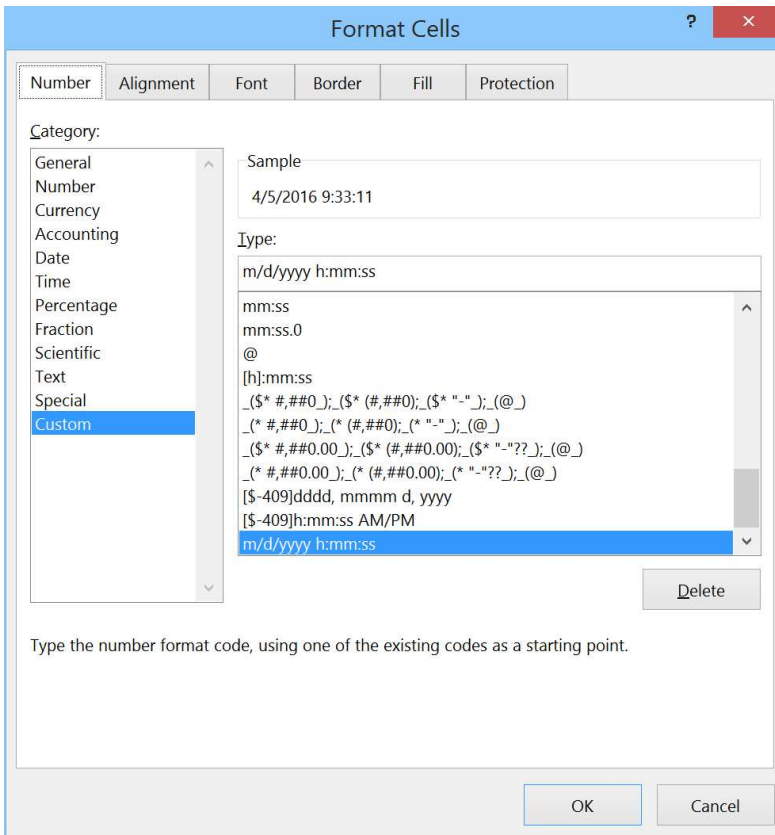 Format Cells
?
×
Number Alignment Font Border Fill Protection
Category:
General
Number
Currency
Accounting
Date
Time
Percentage
Fraction
Scientific
Text
Special
Custom
Sample
4/5/2016 9:33:11
Type:
m/d/yyyy h:mm:ss
mm:ss
mm:ss.0
@
[h]:mm:ss
_($* #,##0_);_($* (#,##0);_($* "-"_);_(@_)
_(* #,##0_);_(* (#,##0);_(* "-"_);_(@_)
_($* #,##0.00_);_($* (#,##0.00);_($* "-"??_);_(@_)
_(* #,##0.00_);_(* (#,##0.00);_(* "-"??_);_(@_)
[$-409]dddd, mmmm d, yyyy
[$-409]h:mm:ss AM/PM
m/d/yyyy h:mm:ss
Delete
Type the number format code, using one of the existing codes as a starting point.
OK Cancel